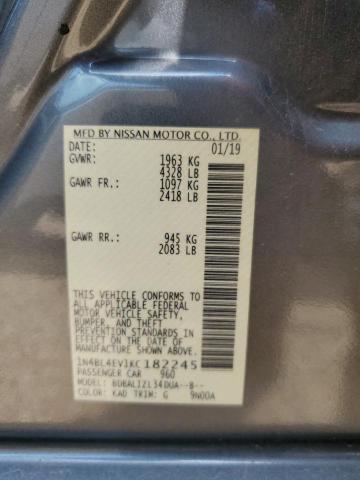 MFD BY NISSAN MOTOR CO., LTD.
DATE: 01/19
GVWR: 1963 KG
4328 LB
GAWR FR.: 1097 KG
2418 LB
GAWR RR.: 945 KG
2083 LB
THIS VEHICLE CONFORMS TO
ALL APPLICABLE FEDERAL
MOTOR VEHICLE SAFETY,
BUMPER, AND THEFT
PREVENTION STANDARDS IN
EFFECT ON THE DATE OF
MANUFACTURE SHOWN ABOVE.
1N4BL4EV1KC182245
PASSENGER CAR 960
MODEL: BDBALIZL34DUA--B--
COLOR: KAD TRIM: G 9N00A